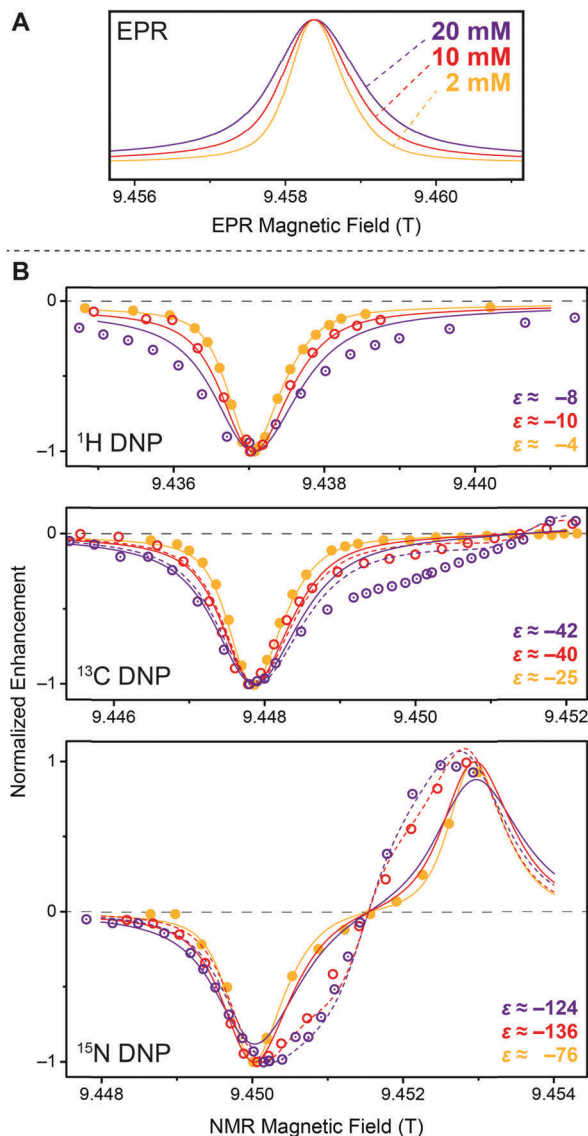 A
EPR
20 mM
10 mM
2 mM
9.456 9.458 9.460
EPR Magnetic Field (T)
B
Normalized Enhancement
0
−1
¹H DNP
ε ≈ −8
ε ≈ −10
ε ≈ −4
9.436 9.438 9.440
0
−1
¹³C DNP
ε ≈ −42
ε ≈ −40
ε ≈ −25
9.446 9.448 9.450 9.452
1
0
−1
¹⁵N DNP
ε ≈ −124
ε ≈ −136
ε ≈ −76
9.448 9.450 9.452 9.454
NMR Magnetic Field (T)